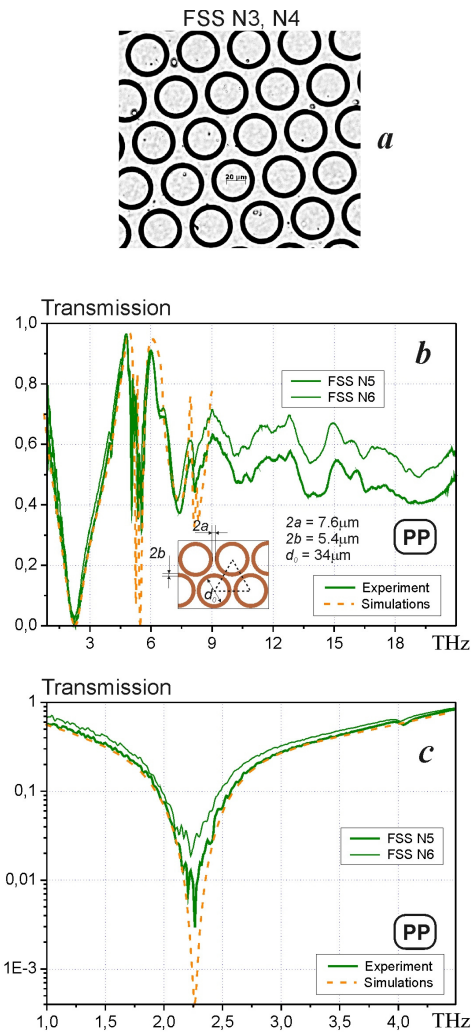 FSS N3, N4
a
20 μm
Transmission
b
1,0
0,8
0,6
0,4
0,2
0,0
FSS N5
FSS N6
2a
2b
d₀
2a = 7.6μm
2b = 5.4μm
d₀ = 34μm
PP
Experiment
Simulations
3
6
9
12
15
18
THz
Transmission
c
1
0,1
0,01
1E-3
FSS N5
FSS N6
PP
Experiment
Simulations
1,0
1,5
2,0
2,5
3,0
3,5
4,0
THz